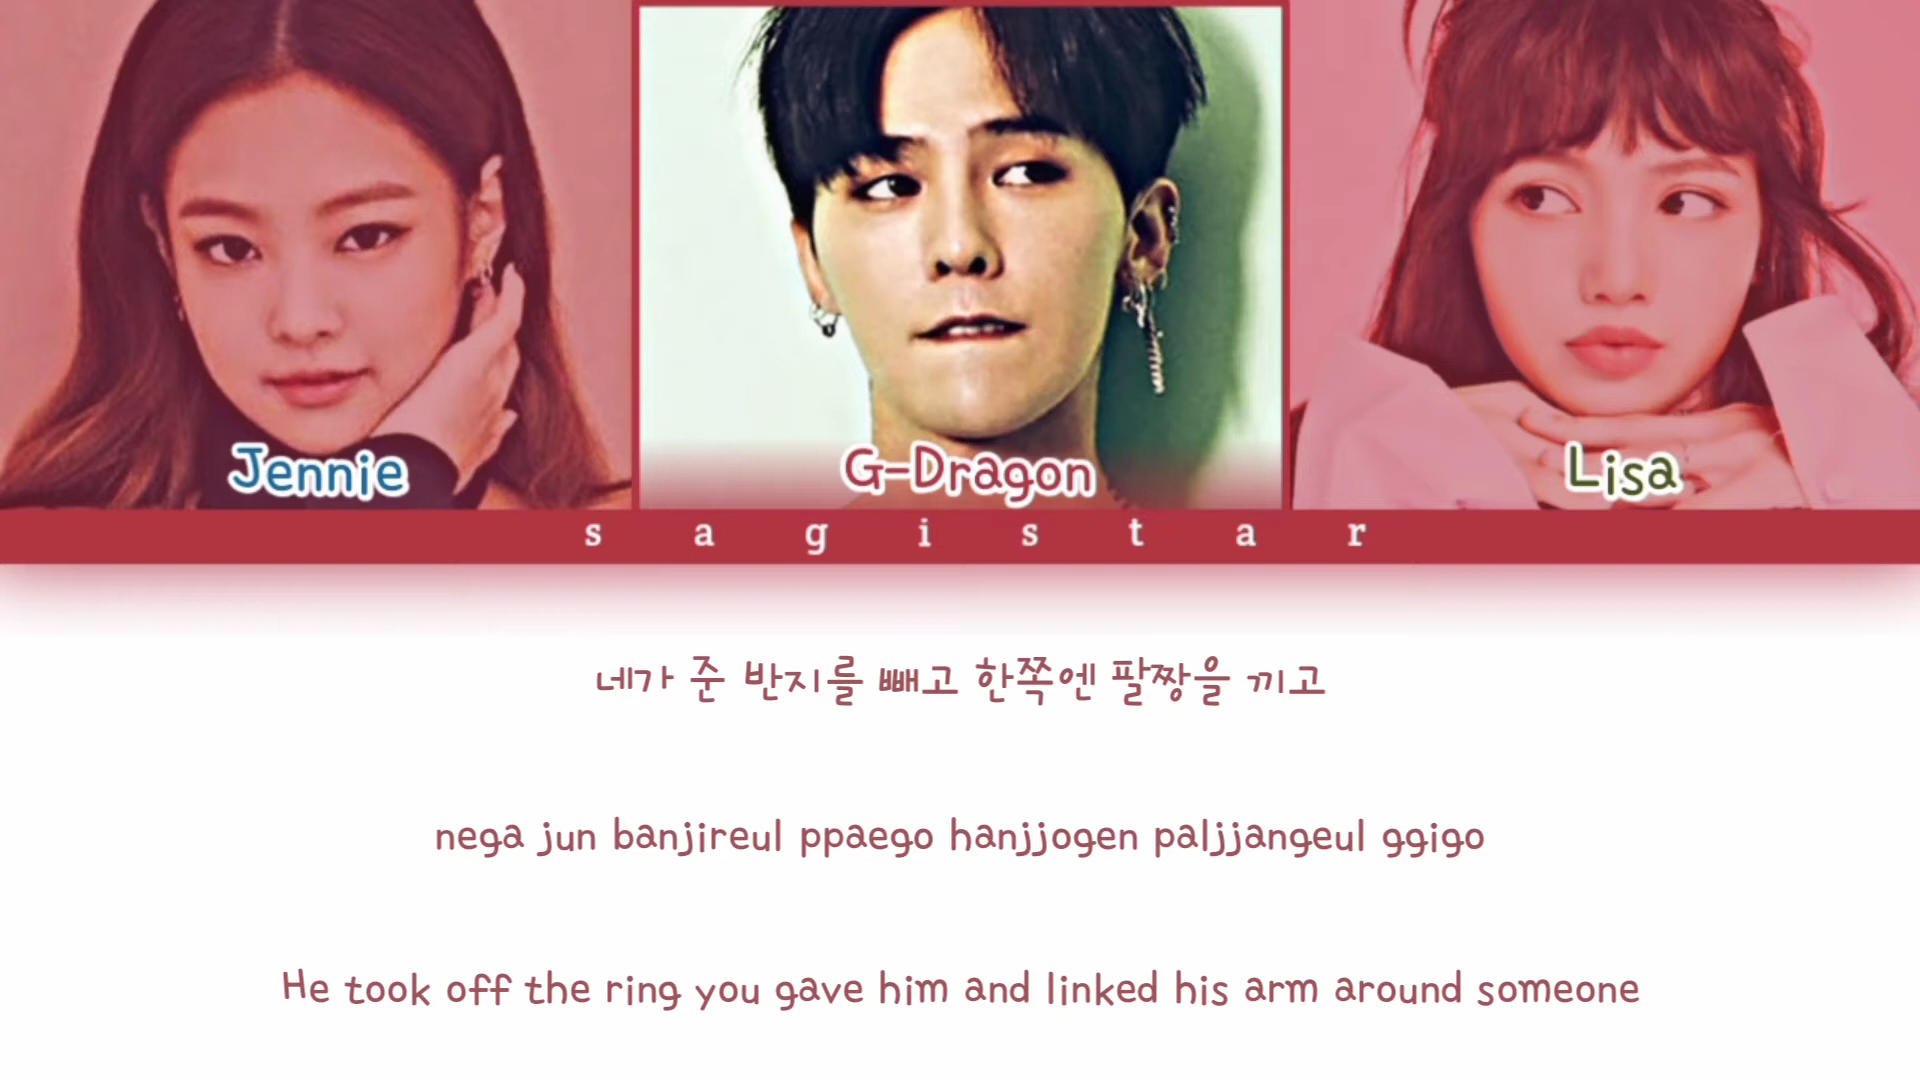 Jennie
G-Dragon
Lisa
s a g i s t a r
네가 준 반지를 빼고 한쪽엔 팔짱을 끼고
nega jun banjireul ppaego hanjjogen paljjangeul ggigo
He took off the ring you gave him and linked his arm around someone